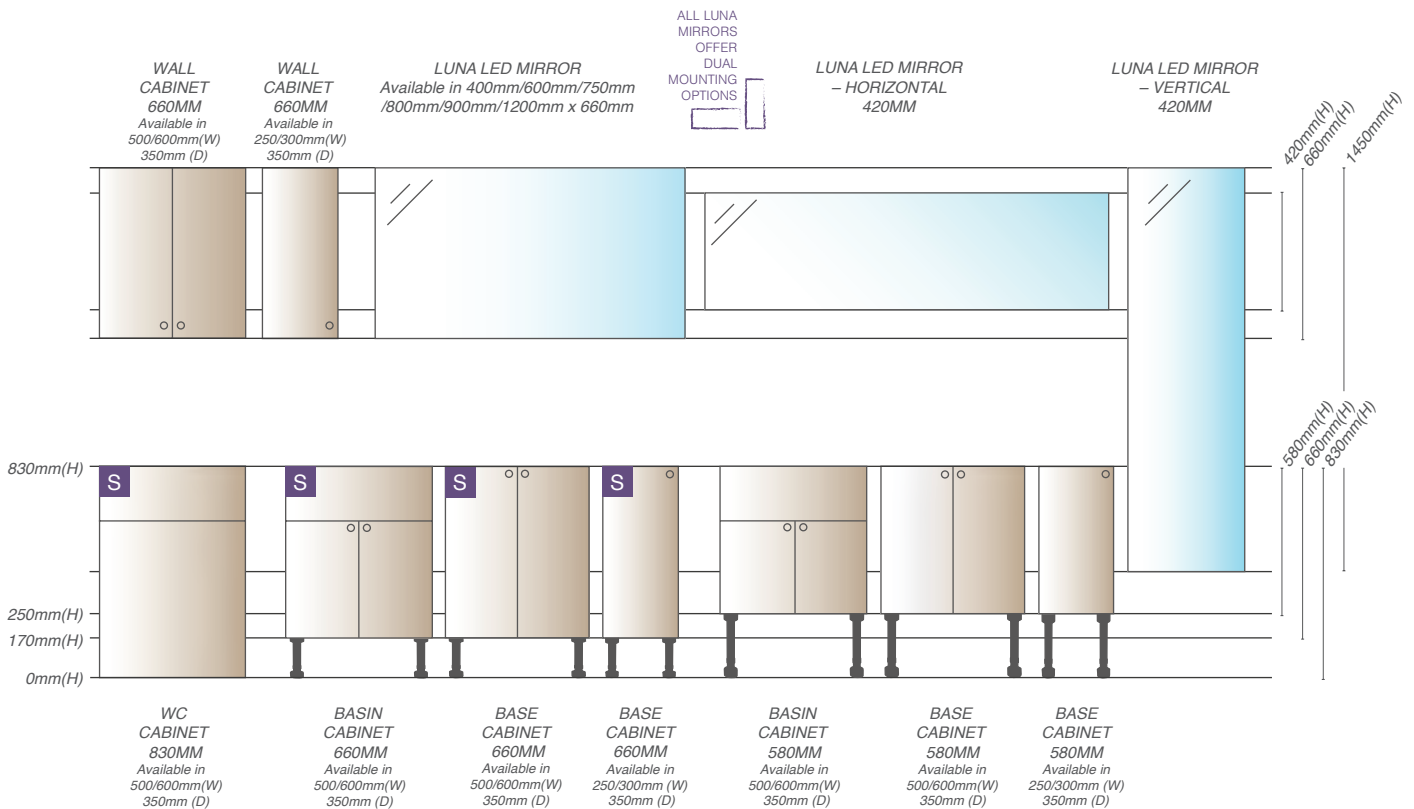 ALL LUNA
MIRRORS
OFFER
DUAL
MOUNTING
OPTIONS
WALL
CABINET
660MM
Available in
500/600mm(W)
350mm (D)
WALL
CABINET
660MM
Available in
250/300mm(W)
350mm (D)
LUNA LED MIRROR
Available in 400mm/600mm/750mm
/800mm/900mm/1200mm x 660mm
LUNA LED MIRROR
– HORIZONTAL
420MM
LUNA LED MIRROR
– VERTICAL
420MM
420mm(H)
660mm(H)
1450mm(H)
580mm(H)
660mm(H)
830mm(H)
830mm(H)
S
S
S
S
250mm(H)
170mm(H)
0mm(H)
WC
CABINET
830MM
Available in
500/600mm(W)
350mm (D)
BASIN
CABINET
660MM
Available in
500/600mm(W)
350mm (D)
BASE
CABINET
660MM
Available in
500/600mm(W)
350mm (D)
BASE
CABINET
660MM
Available in
250/300mm (W)
350mm (D)
BASIN
CABINET
580MM
Available in
500/600mm(W)
350mm (D)
BASE
CABINET
580MM
Available in
500/600mm(W)
350mm (D)
BASE
CABINET
580MM
Available in
250/300mm (W)
350mm (D)